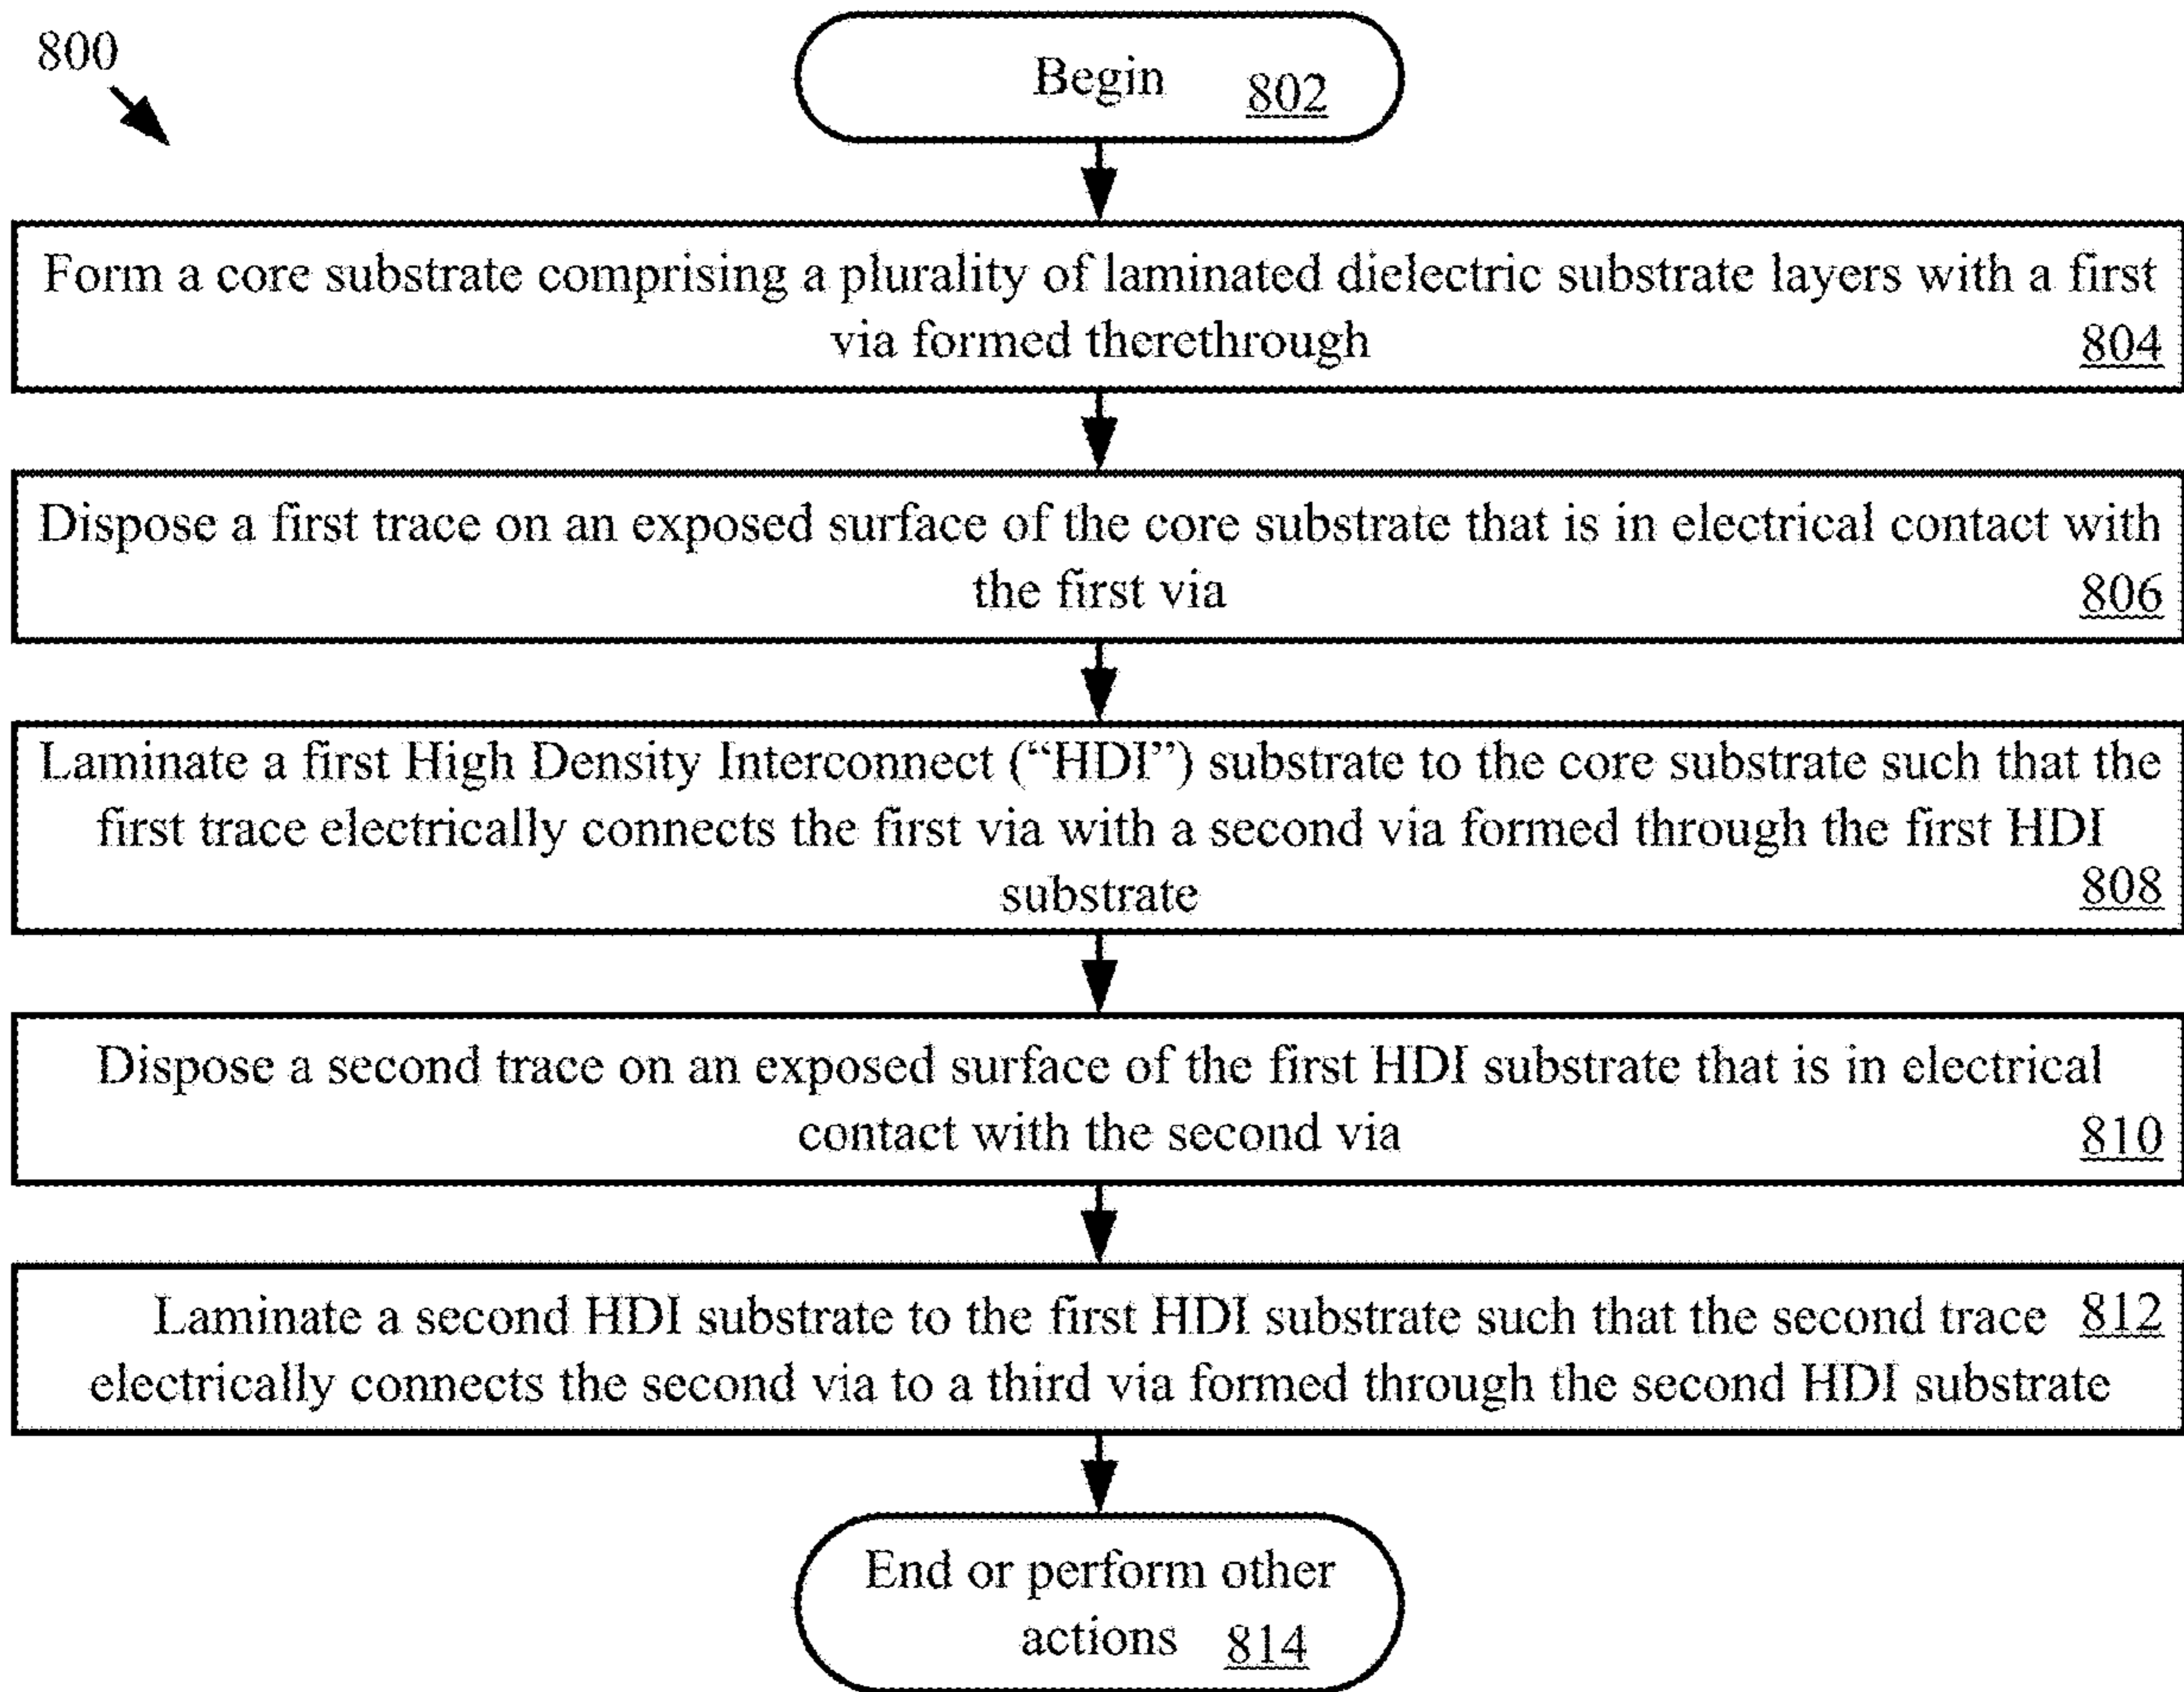 800
Begin 802
Form a core substrate comprising a plurality of laminated dielectric substrate layers with a first
via formed therethrough 804
Dispose a first trace on an exposed surface of the core substrate that is in electrical contact with
the first via 806
Laminate a first High Density Interconnect (“HDI”) substrate to the core substrate such that the
first trace electrically connects the first via with a second via formed through the first HDI
substrate 808
Dispose a second trace on an exposed surface of the first HDI substrate that is in electrical
contact with the second via 810
Laminate a second HDI substrate to the first HDI substrate such that the second trace 812
electrically connects the second via to a third via formed through the second HDI substrate
End or perform other
actions 814